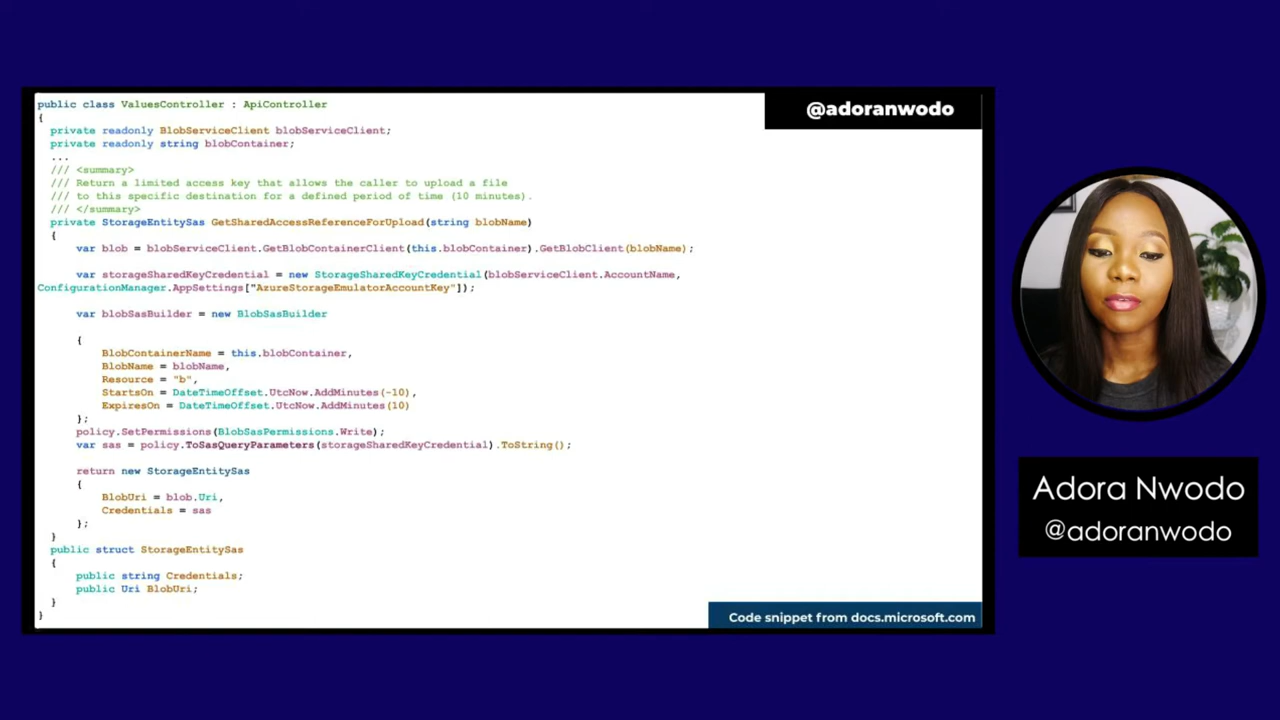 public class ValuesController : ApiController
{
private readonly BlobServiceClient blobServiceClient;
private readonly string blobContainer;
...
/// <summary>
/// Return a limited access key that allows the caller to upload a file
/// to this specific destination for a defined period of time (10 minutes).
/// </summary>
private StorageEntitySas GetSharedAccessReferenceForUpload(string blobName)
{
var blob = blobServiceClient.GetBlobContainerClient(this.blobContainer).GetBlobClient(blobName);
var storageSharedKeyCredential = new StorageSharedKeyCredential(blobServiceClient.AccountName,
ConfigurationManager.AppSettings["AzureStorageEmulatorAccountKey"]);
var blobSasBuilder = new BlobSasBuilder
{
BlobContainerName = this.blobContainer,
BlobName = blobName,
Resource = "b",
StartsOn = DateTimeOffset.UtcNow.AddMinutes(-10),
ExpiresOn = DateTimeOffset.UtcNow.AddMinutes(10)
};
policy.SetPermissions(BlobSasPermissions.Write);
var sas = policy.ToSasQueryParameters(storageSharedKeyCredential).ToString();
return new StorageEntitySas
{
BlobUri = blob.Uri,
Credentials = sas
};
}
public struct StorageEntitySas
{
public string Credentials;
public Uri BlobUri;
}
}
@adoranwodo
Code snippet from docs.microsoft.com
Adora Nwodo
@adoranwodo